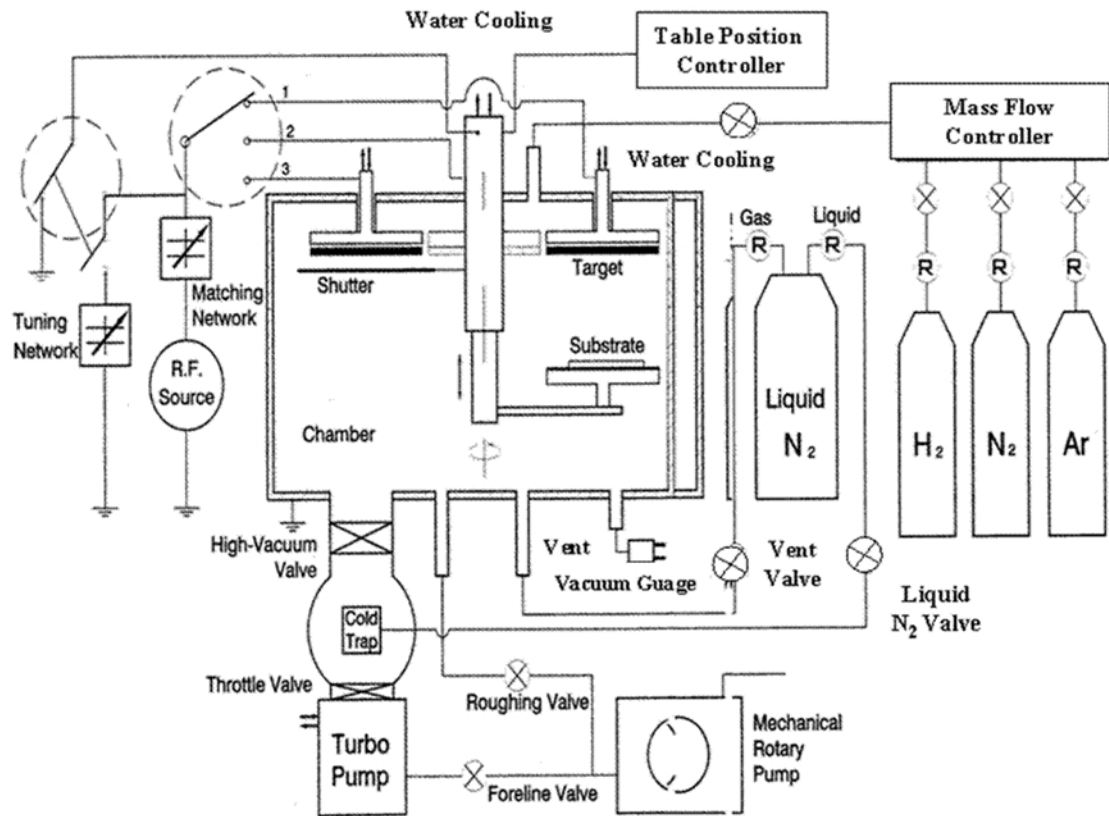 Water Cooling
Table Position
Controller
Mass Flow
Controller
1
2
3
Water Cooling
Gas
Liquid
R
R
R
R
R
Shutter
Target
Matching
Network
Tuning
Network
R.F.
Source
Substrate
Chamber
Liquid
N2
H2
N2
Ar
High-Vacuum
Valve
Vent
Vacuum Guage
Vent
Valve
Liquid
N2 Valve
Cold
Trap
Throttle Valve
Roughing Valve
Turbo
Pump
Foreline Valve
Mechanical
Rotary
Pump